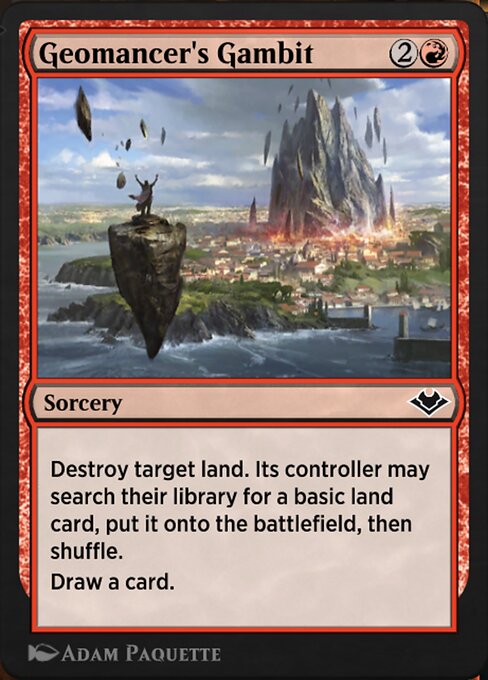 Geomancer's Gambit 2
Sorcery
Destroy target land. Its controller may
search their library for a basic land
card, put it onto the battlefield, then
shuffle.
Draw a card.
Adam Paquette